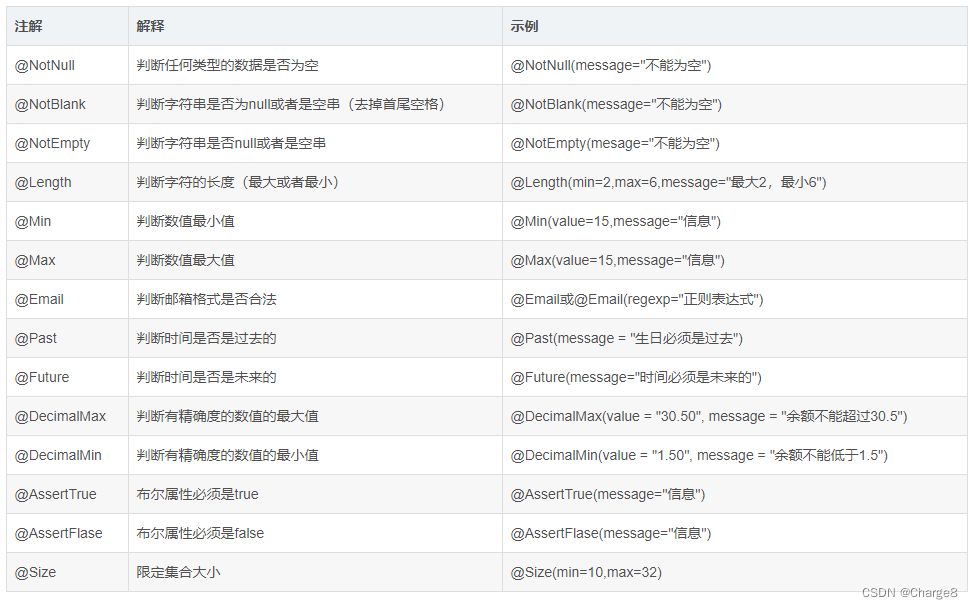 注解 解释 示例
@NotNull 判断任何类型的数据是否为空 @NotNull(message="不能为空")
@NotBlank 判断字符串是否为null或者是空串（去掉首尾空格） @NotBlank(message="不能为空")
@NotEmpty 判断字符串是否null或者是空串 @NotEmpty(mesage="不能为空")
@Length 判断字符的长度（最大或者最小） @Length(min=2,max=6,message="最大2，最小6")
@Min 判断数值最小值 @Min(value=15,message="信息")
@Max 判断数值最大值 @Max(value=15,message="信息")
@Email 判断邮箱格式是否合法 @Email或@Email(regexp="正则表达式")
@Past 判断时间是否是过去的 @Past(message = "生日必须是过去")
@Future 判断时间是否是未来的 @Future(message="时间必须是未来的")
@DecimalMax 判断有精确度的数值的最大值 @DecimalMax(value = "30.50", message = "余额不能超过30.5")
@DecimalMin 判断有精确度的数值的最小值 @DecimalMin(value = "1.50", message = "余额不能低于1.5")
@AssertTrue 布尔属性必须是true @AssertTrue(message="信息")
@AssertFlase 布尔属性必须是false @AssertFlase(message="信息")
@Size 限定集合大小 @Size(min=10,max=32)
CSDN @Charge8